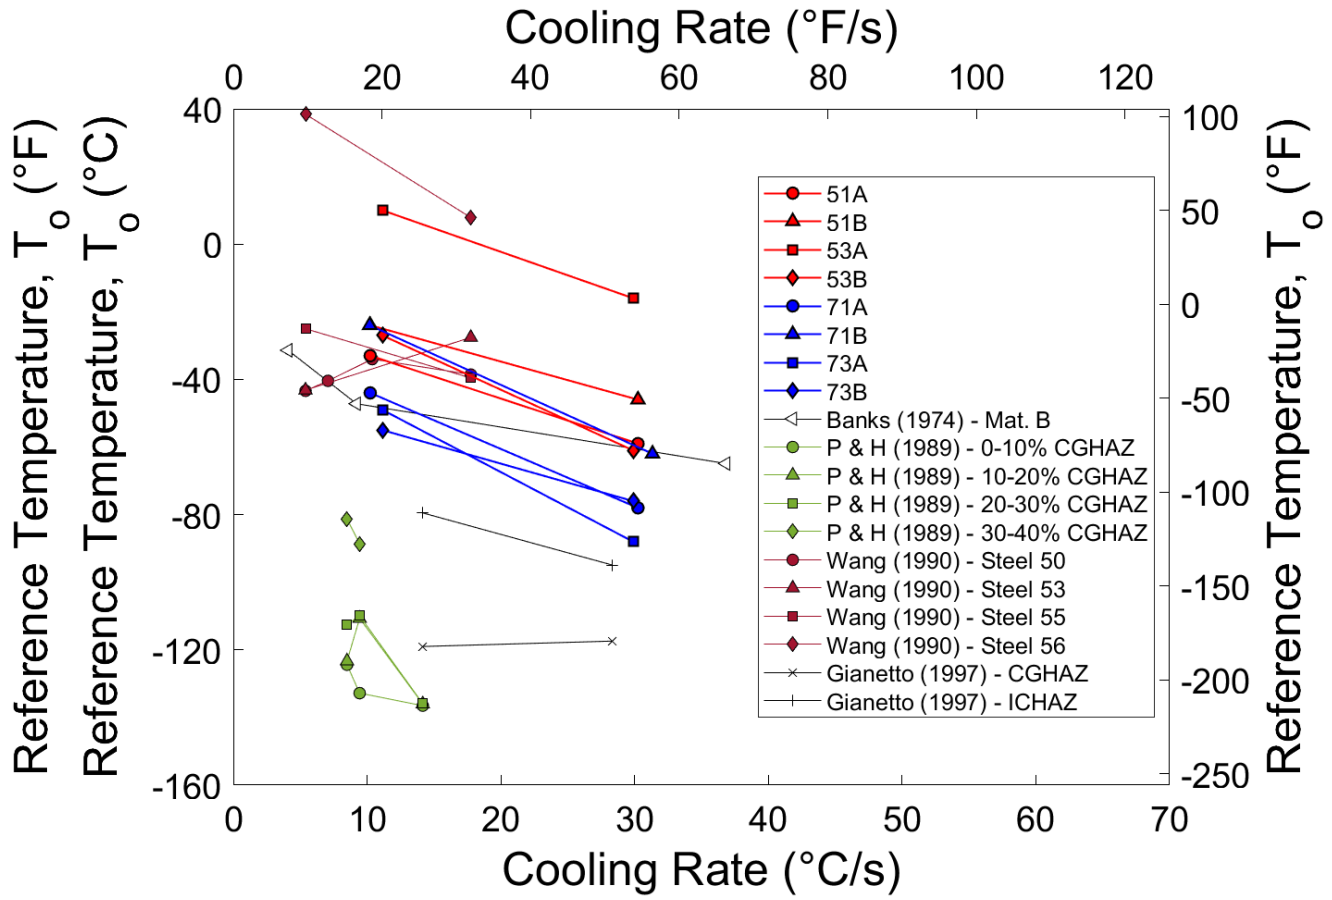 Cooling Rate (°F/s)
0 20 40 60 80 100 120
Reference Temperature, To (°F)
Reference Temperature, To (°C)
40
0
-40
-80
-120
-160
100
50
0
-50
-100
-150
-200
-250
Reference Temperature, To (°F)
51A
51B
53A
53B
71A
71B
73A
73B
Banks (1974) - Mat. B
P & H (1989) - 0-10% CGHAZ
P & H (1989) - 10-20% CGHAZ
P & H (1989) - 20-30% CGHAZ
P & H (1989) - 30-40% CGHAZ
Wang (1990) - Steel 50
Wang (1990) - Steel 53
Wang (1990) - Steel 55
Wang (1990) - Steel 56
Gianetto (1997) - CGHAZ
Gianetto (1997) - ICHAZ
0 10 20 30 40 50 60 70
Cooling Rate (°C/s)